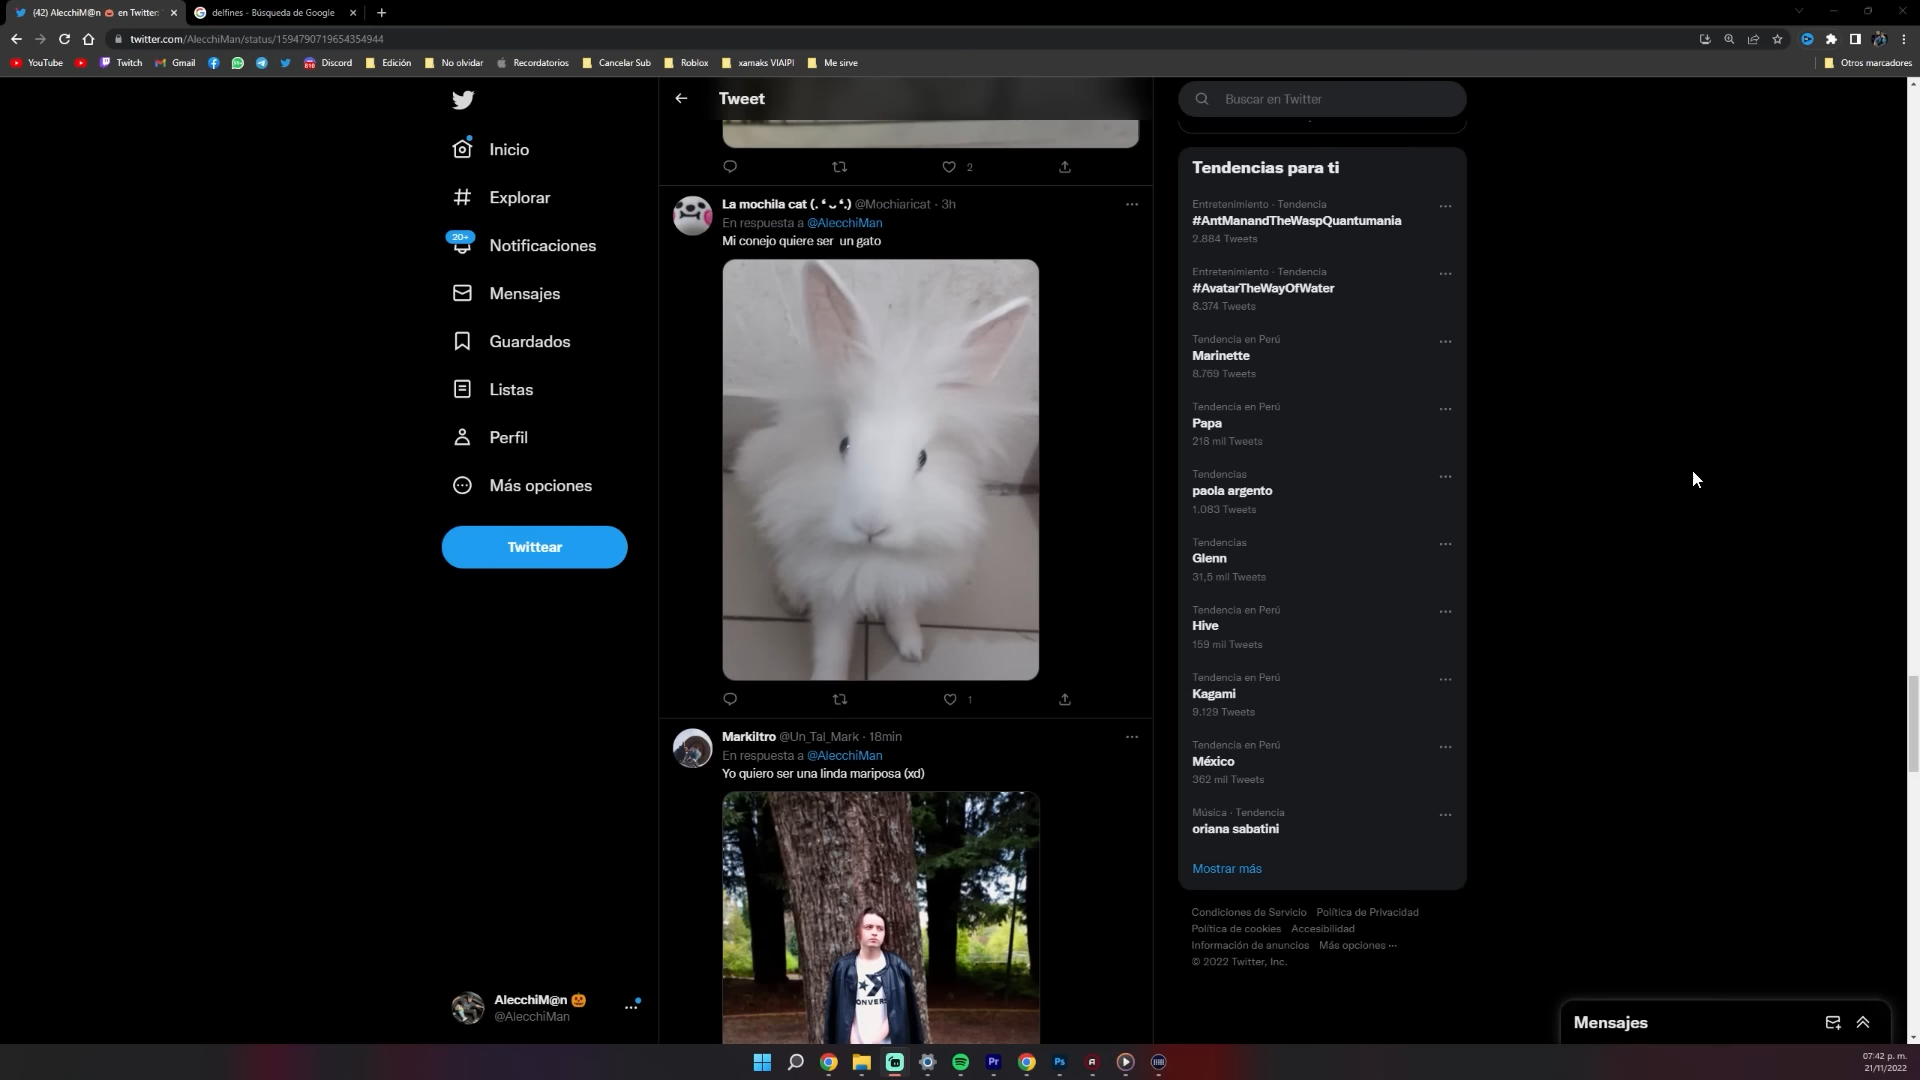 (42) AlecchiM@n 🎃 en Twitter:
delfines - Búsqueda de Google
twitter.com/AlecchiMan/status/1594790719654354944
YouTube
Twitch
Gmail
Discord
Edición
No olvidar
Recordatorios
Cancelar Sub
Roblox
xamaks VIAIPI
Me sirve
Otros marcadores
Inicio
Explorar
20+
Notificaciones
Mensajes
Guardados
Listas
Perfil
Más opciones
Twittear
AlecchiM@n 🎃
@AlecchiMan
Tweet
2
La mochila cat (. ❛ ᴗ ❛.) @Mochiaricat · 3h
En respuesta a @AlecchiMan
Mi conejo quiere ser un gato
1
Markiltro @Un_Tal_Mark · 18min
En respuesta a @AlecchiMan
Yo quiero ser una linda mariposa (xd)
CONVERS
Buscar en Twitter
Tendencias para ti
Entretenimiento · Tendencia
#AntManandTheWaspQuantumania
2.884 Tweets
Entretenimiento · Tendencia
#AvatarTheWayOfWater
8.374 Tweets
Tendencia en Perú
Marinette
8.769 Tweets
Tendencia en Perú
Papa
218 mil Tweets
Tendencias
paola argento
1.083 Tweets
Tendencias
Glenn
31,5 mil Tweets
Tendencia en Perú
Hive
159 mil Tweets
Tendencia en Perú
Kagami
9.129 Tweets
Tendencia en Perú
México
362 mil Tweets
Música · Tendencia
oriana sabatini
Mostrar más
Condiciones de Servicio Política de Privacidad
Política de cookies Accesibilidad
Información de anuncios Más opciones ···
© 2022 Twitter, Inc.
Mensajes
Pr
Ps
07:42 p. m.
21/11/2022